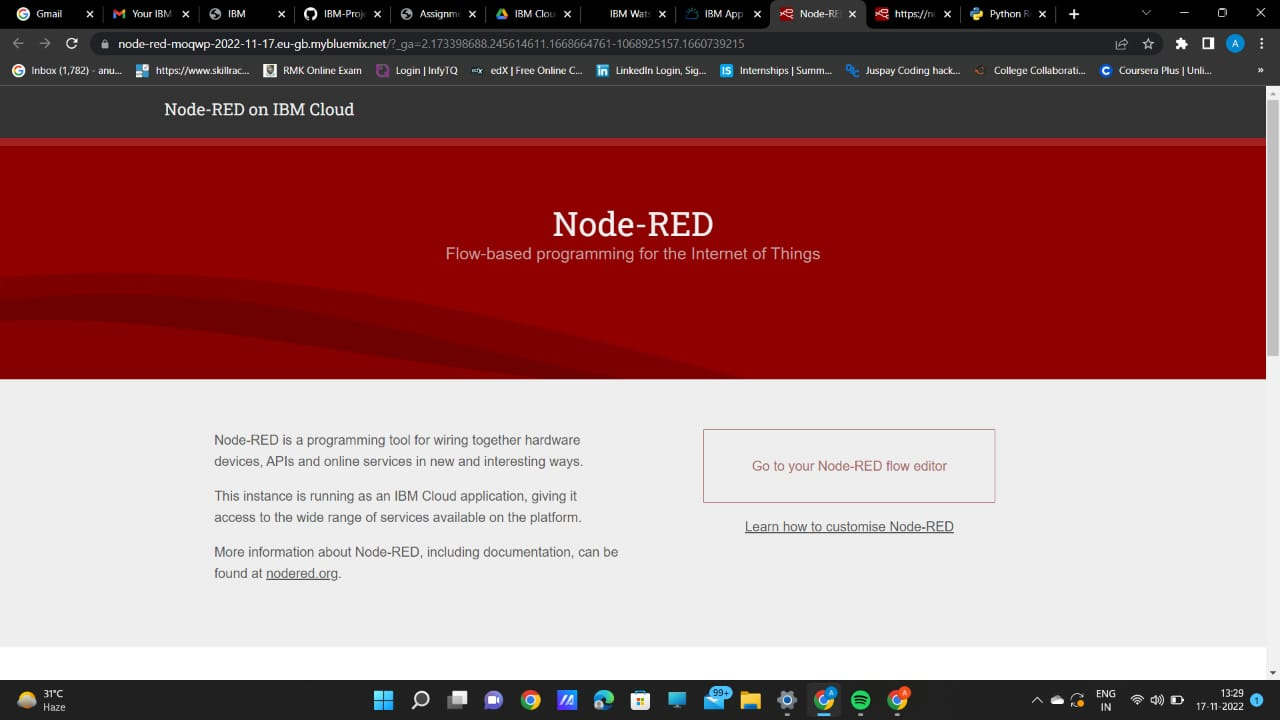 Gmail
Your IBM
IBM
IBM-Proje
Assignme
IBM Clou
IBM Wats
IBM App
Node-RE
https://ne
Python Re
node-red-moqwp-2022-11-17.eu-gb.mybluemix.net/?_ga=2.173398688.245614611.1668664761-1068925157.1660739215
A
Inbox (1,782) - anu...
https://www.skillrac...
RMK Online Exam
Login | InfyTQ
edX | Free Online C...
LinkedIn Login, Sig...
IS
Internships | Summ...
Juspay Coding hack...
College Collaborati...
Coursera Plus | Unli...
»
Node-RED on IBM Cloud
Node-RED
Flow-based programming for the Internet of Things
Node-RED is a programming tool for wiring together hardware
devices, APIs and online services in new and interesting ways.
This instance is running as an IBM Cloud application, giving it
access to the wide range of services available on the platform.
More information about Node-RED, including documentation, can be
found at nodered.org.
Go to your Node-RED flow editor
Learn how to customise Node-RED
31°C
Haze
99+
A
A
ENG
IN
13:29
17-11-2022
1